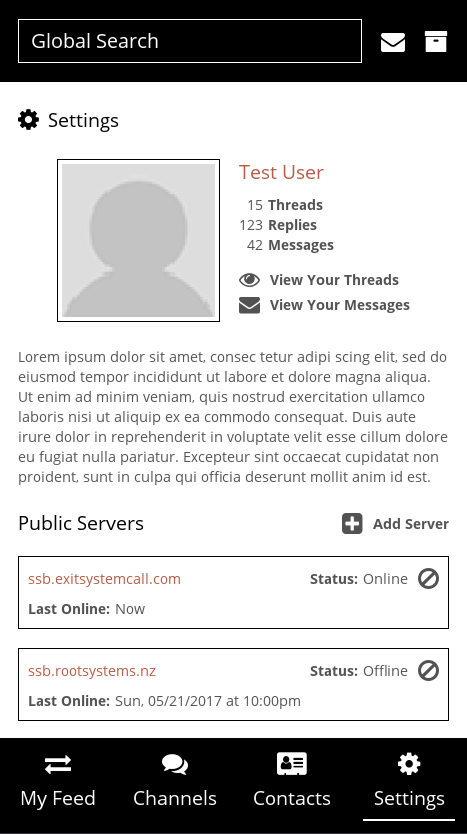 Global Search
Settings
Test User
15 Threads
123 Replies
42 Messages
View Your Threads
View Your Messages
Lorem ipsum dolor sit amet, consec tetur adipi scing elit, sed do
eiusmod tempor incididunt ut labore et dolore magna aliqua.
Ut enim ad minim veniam, quis nostrud exercitation ullamco
laboris nisi ut aliquip ex ea commodo consequat. Duis aute
irure dolor in reprehenderit in voluptate velit esse cillum dolore
eu fugiat nulla pariatur. Excepteur sint occaecat cupidatat non
proident, sunt in culpa qui officia deserunt mollit anim id est.
Public Servers Add Server
ssb.exitsystemcall.com Status: Online
Last Online: Now
ssb.rootsystems.nz Status: Offline
Last Online: Sun, 05/21/2017 at 10:00pm
My Feed Channels Contacts Settings